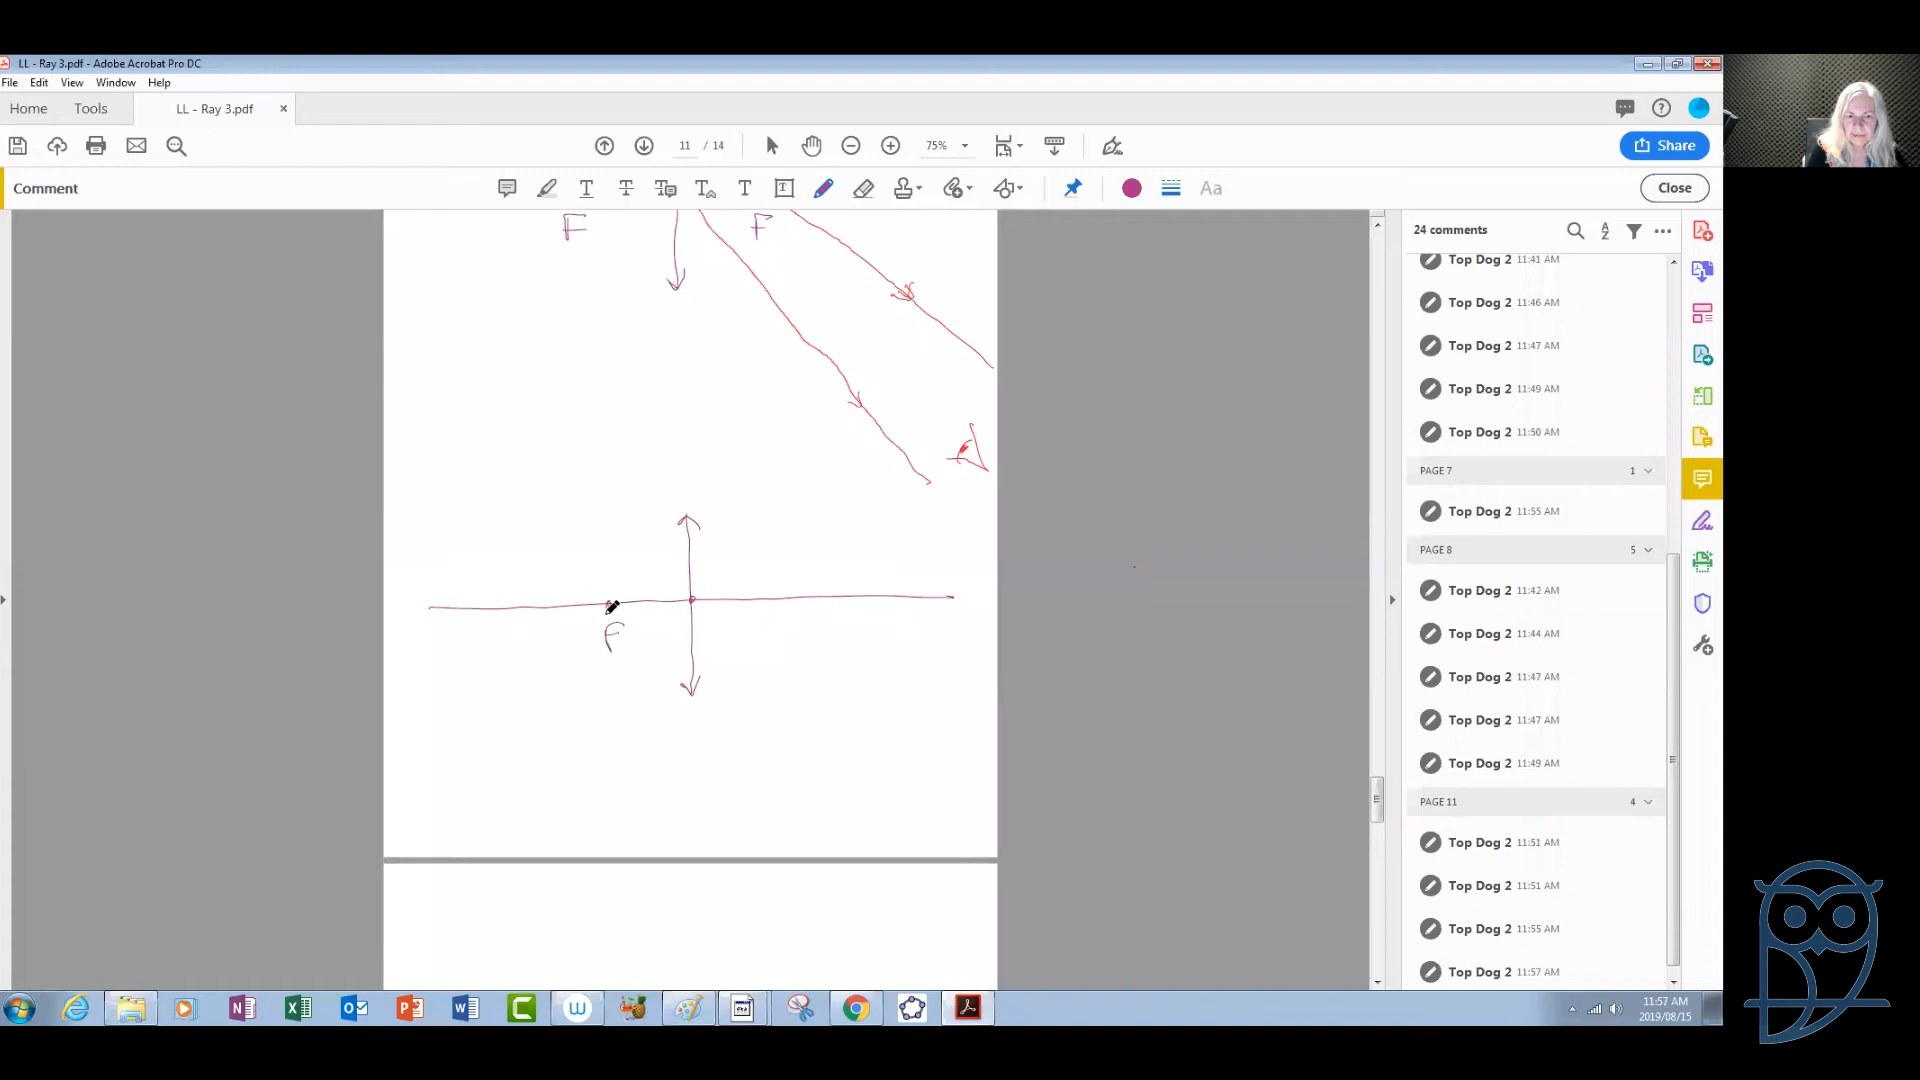 LL - Ray 3.pdf - Adobe Acrobat Pro DC
File Edit View Window Help
Home Tools LL - Ray 3.pdf ×
11 / 14 75% Share
Comment Aa Close
F F
F
24 comments
Top Dog 2 11:41 AM
Top Dog 2 11:46 AM
Top Dog 2 11:47 AM
Top Dog 2 11:49 AM
Top Dog 2 11:50 AM
PAGE 7 1
Top Dog 2 11:55 AM
PAGE 8 5
Top Dog 2 11:42 AM
Top Dog 2 11:44 AM
Top Dog 2 11:47 AM
Top Dog 2 11:47 AM
Top Dog 2 11:49 AM
PAGE 11 4
Top Dog 2 11:51 AM
Top Dog 2 11:51 AM
Top Dog 2 11:55 AM
Top Dog 2 11:57 AM
11:57 AM
2019/08/15